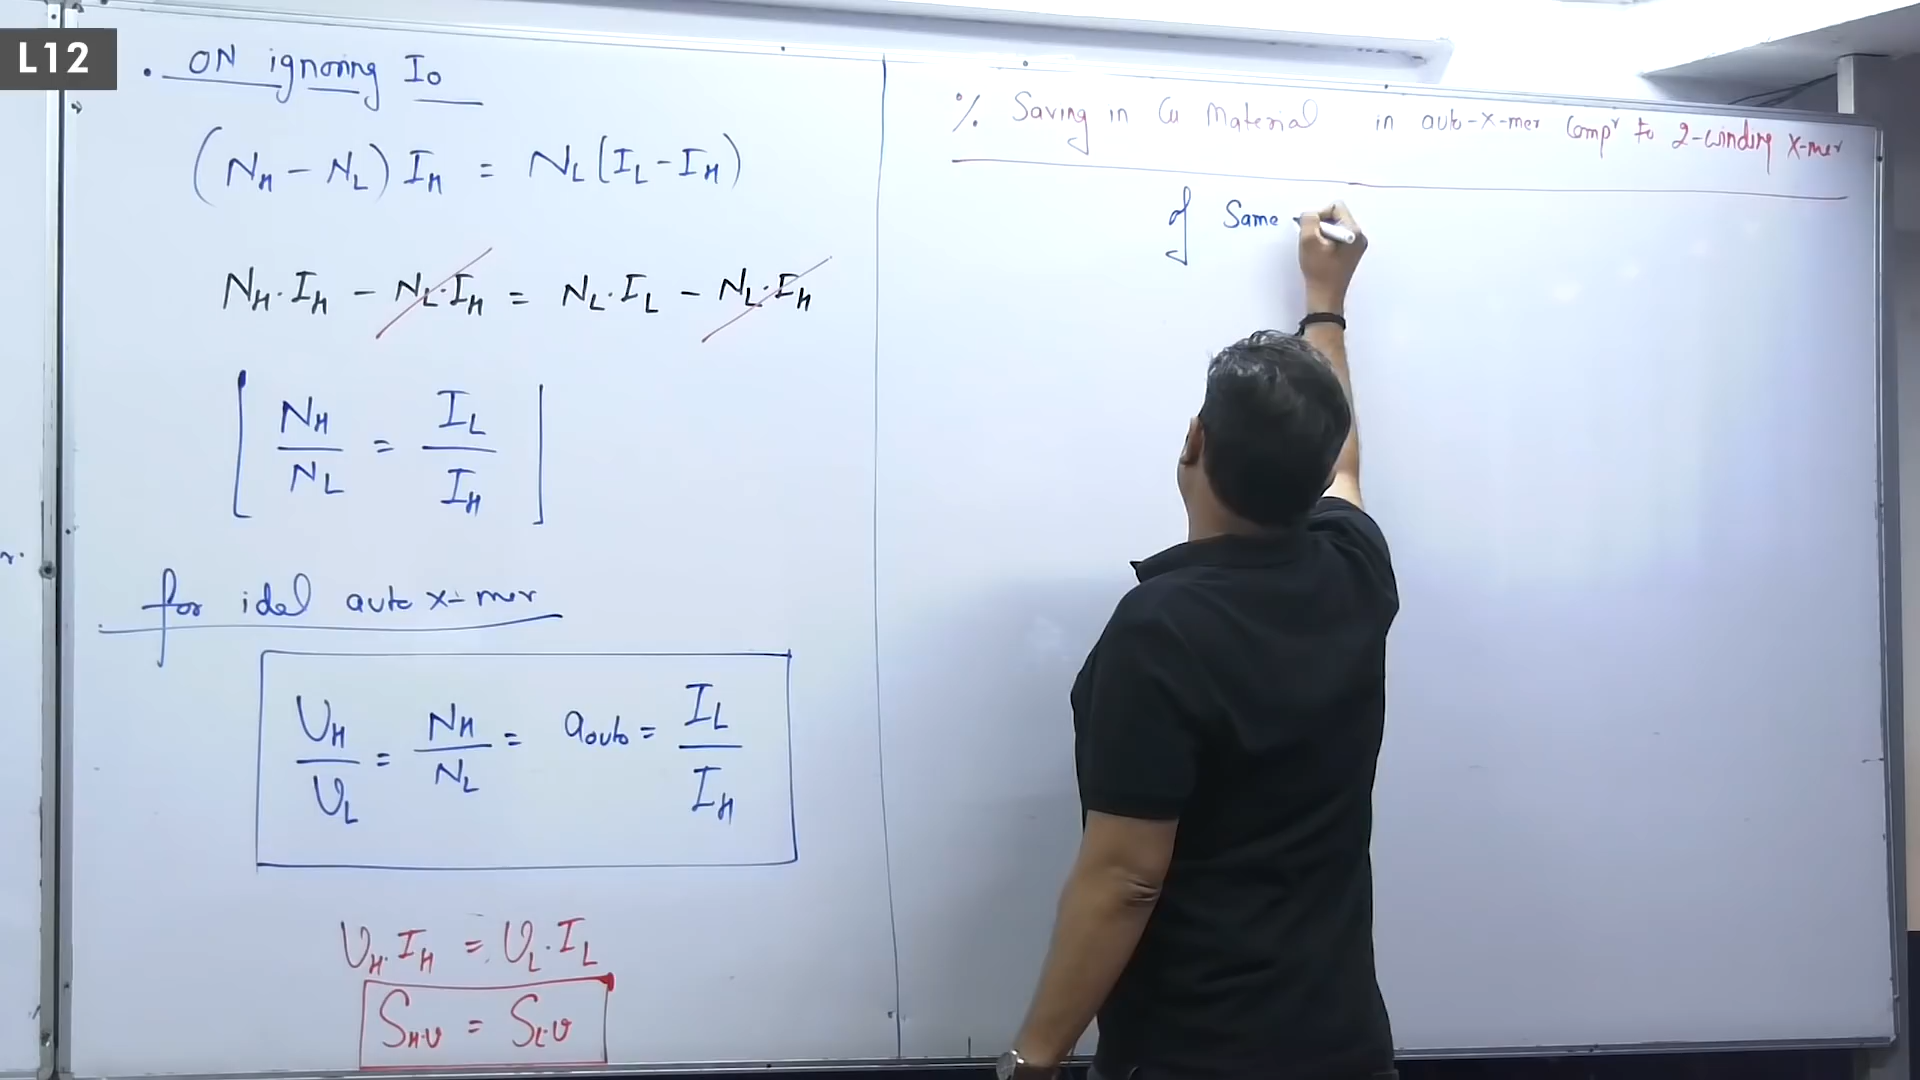 L12
. ON ignoring I₀
(N_H - N_L) I_H = N_L (I_L - I_H)
N_H · I_H - N_L · I_H = N_L · I_L - N_L · I_H
[ N_H / N_L = I_L / I_H ]
for idel auto x-mer
V_H / V_L = N_H / N_L = a_auto = I_L / I_H
V_H · I_H = V_L · I_L
S_H.V = S_L.V
% Saving in Cu Material in auto-x-mer Comp^r to 2-winding x-mer
of Same